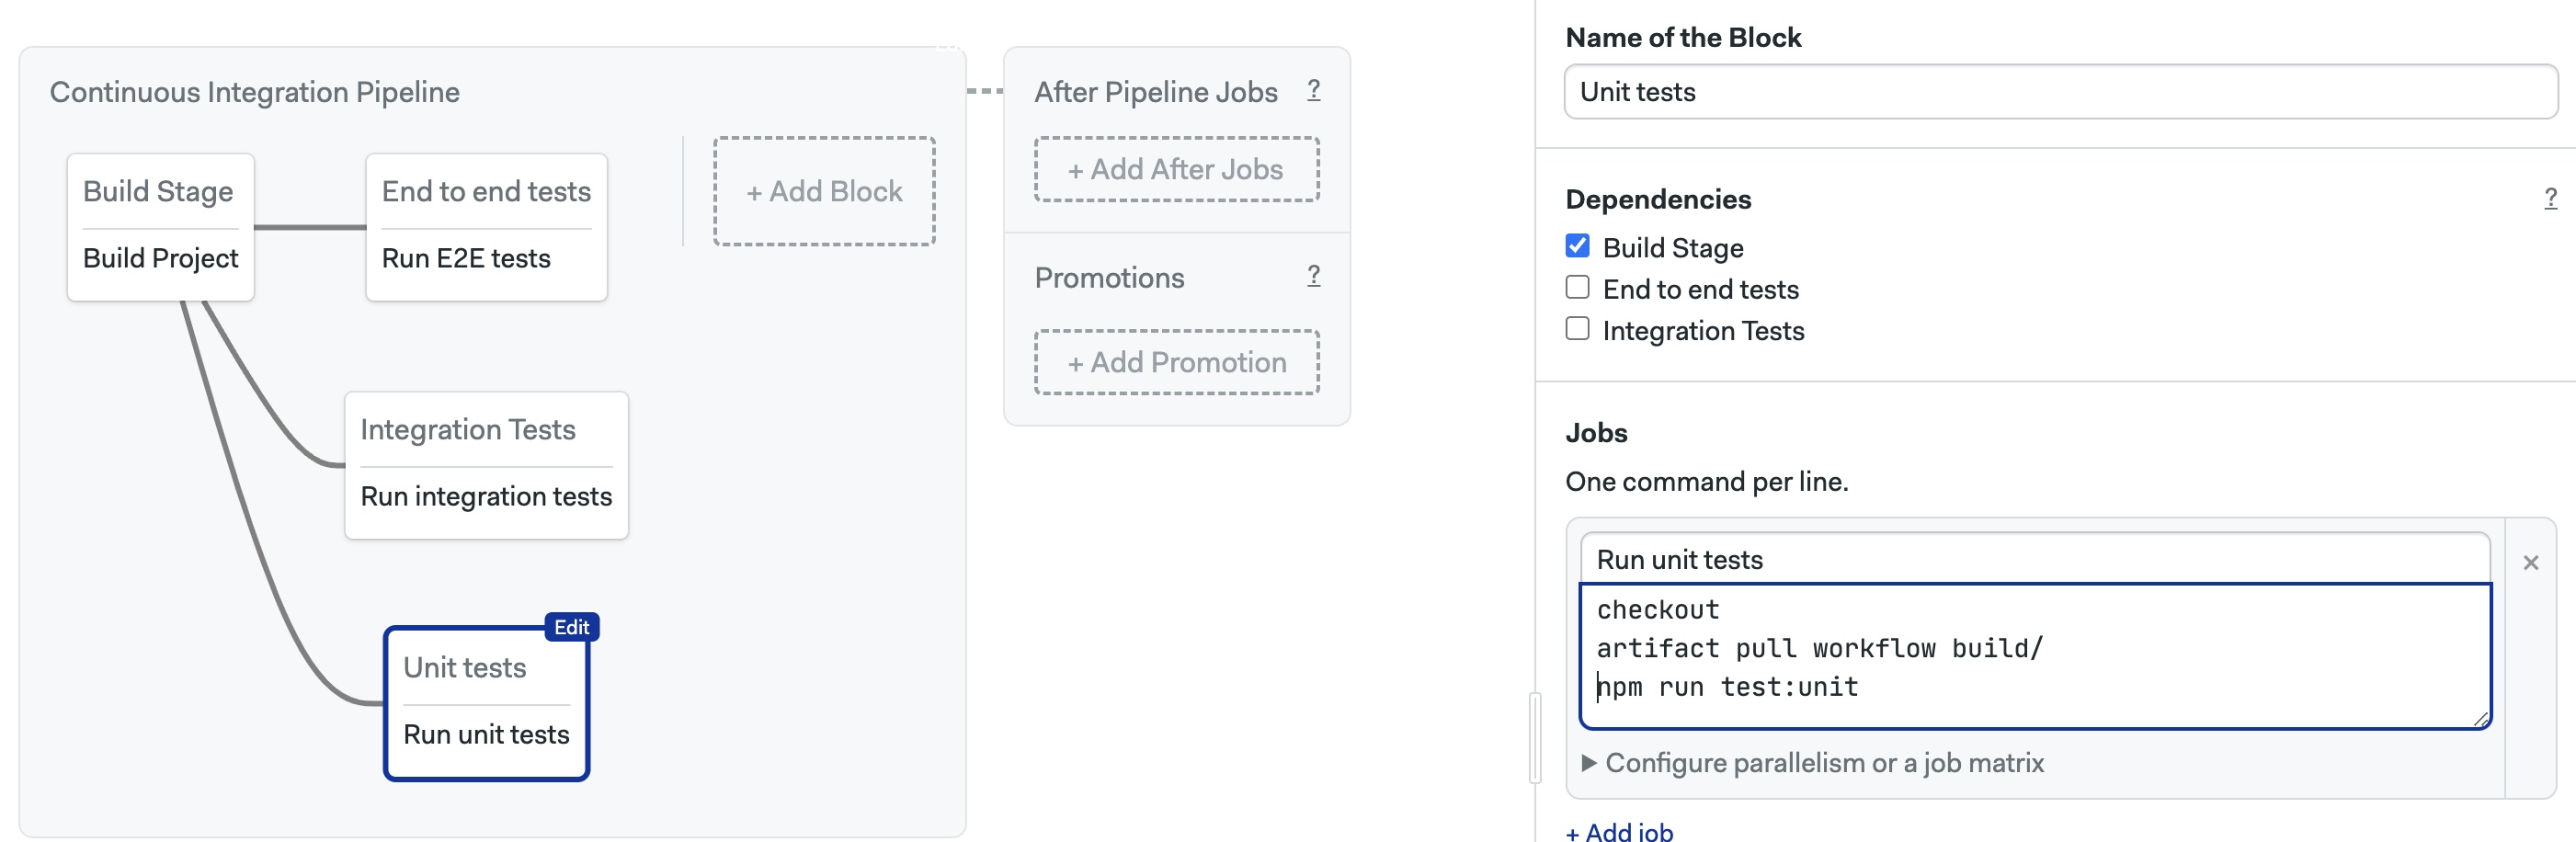 Continuous Integration Pipeline
Build Stage
Build Project
End to end tests
Run E2E tests
+ Add Block
Integration Tests
Run integration tests
Edit
Unit tests
Run unit tests
After Pipeline Jobs ?
+ Add After Jobs
Promotions ?
+ Add Promotion
Name of the Block
Unit tests
Dependencies ?
Build Stage
End to end tests
Integration Tests
Jobs
One command per line.
Run unit tests
checkout
artifact pull workflow build/
npm run test:unit
Configure parallelism or a job matrix
+ Add job